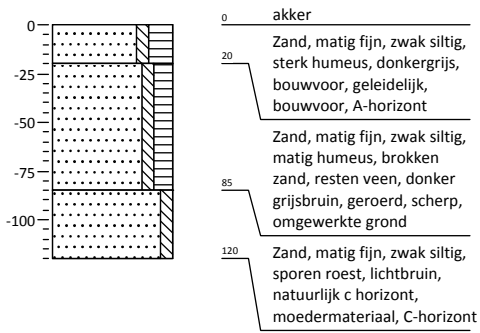 0
-25
-50
-75
-100
0 akker
20
Zand, matig fijn, zwak siltig,
sterk humeus, donkergrijs,
bouwvoor, geleidelijk,
bouwvoor, A-horizont
85
Zand, matig fijn, zwak siltig,
matig humeus, brokken
zand, resten veen, donker
grijsbruin, geroerd, scherp,
omgewerkte grond
120
Zand, matig fijn, zwak siltig,
sporen roest, lichtbruin,
natuurlijk c horizont,
moedermateriaal, C-horizont